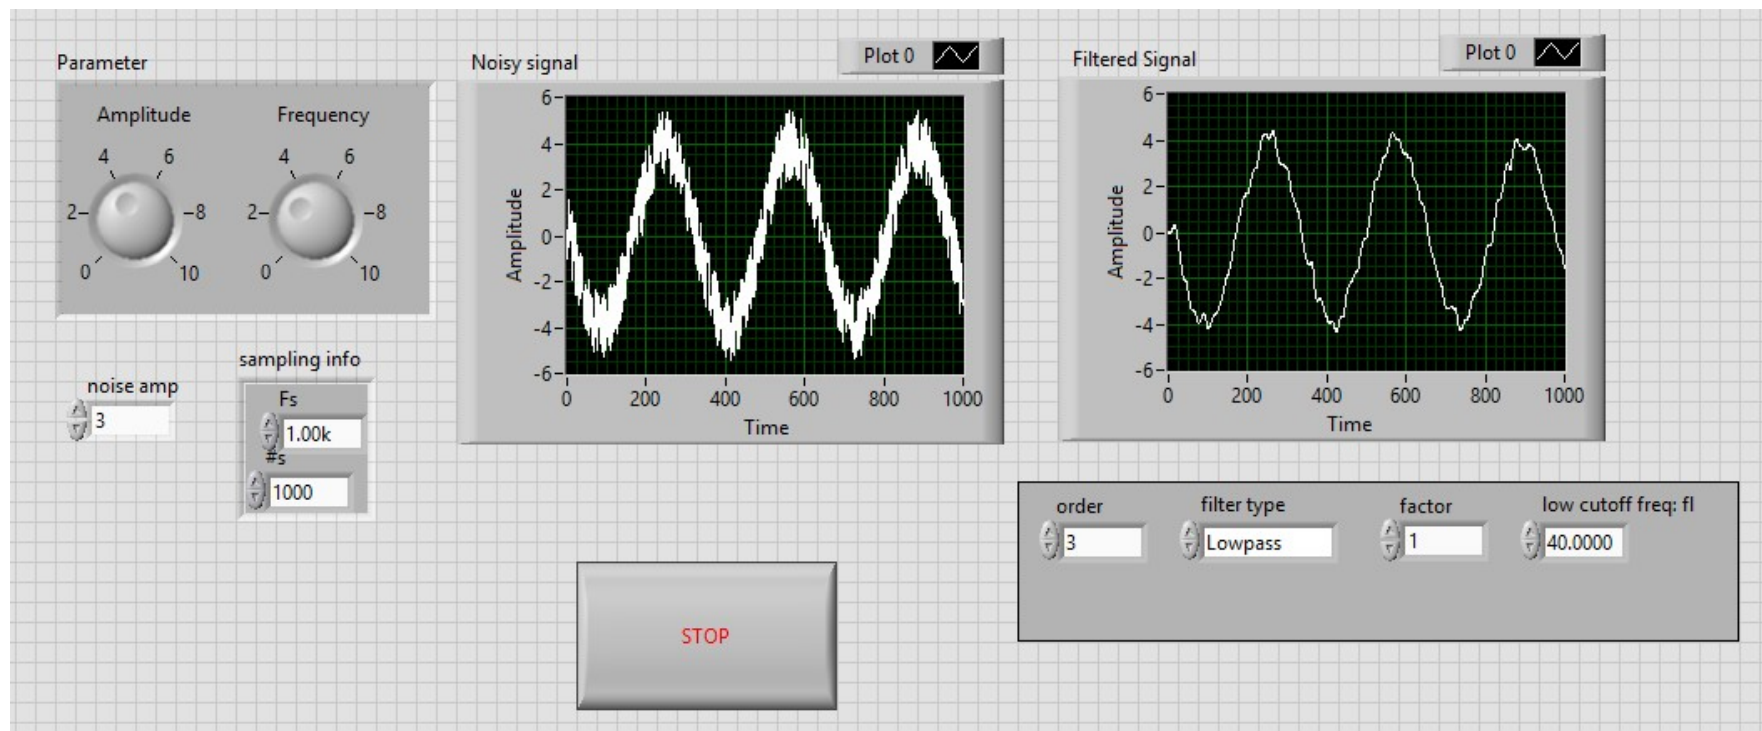 Parameter
Amplitude
4 6
2 8
0 10
Frequency
4 6
2 8
0 10
noise amp
3
sampling info
Fs
1.00k
#s
1000
Noisy signal
Plot 0
Amplitude
6
4
2
0
-2
-4
-6
0 200 400 600 800 1000
Time
Filtered Signal
Plot 0
Amplitude
6
4
2
0
-2
-4
-6
0 200 400 600 800 1000
Time
order
3
filter type
Lowpass
factor
1
low cutoff freq: fl
40.0000
STOP